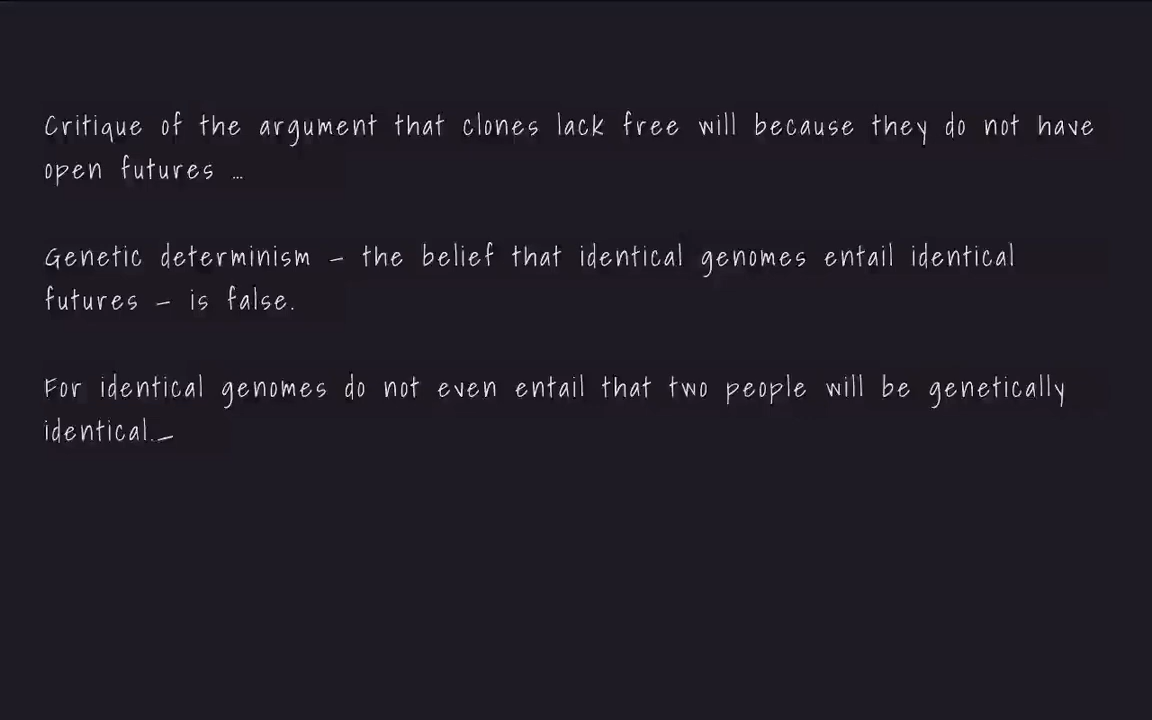 Critique of the argument that clones lack free will because they do not have
open futures …
Genetic determinism – the belief that identical genomes entail identical
futures – is false.
For identical genomes do not even entail that two people will be genetically
identical._